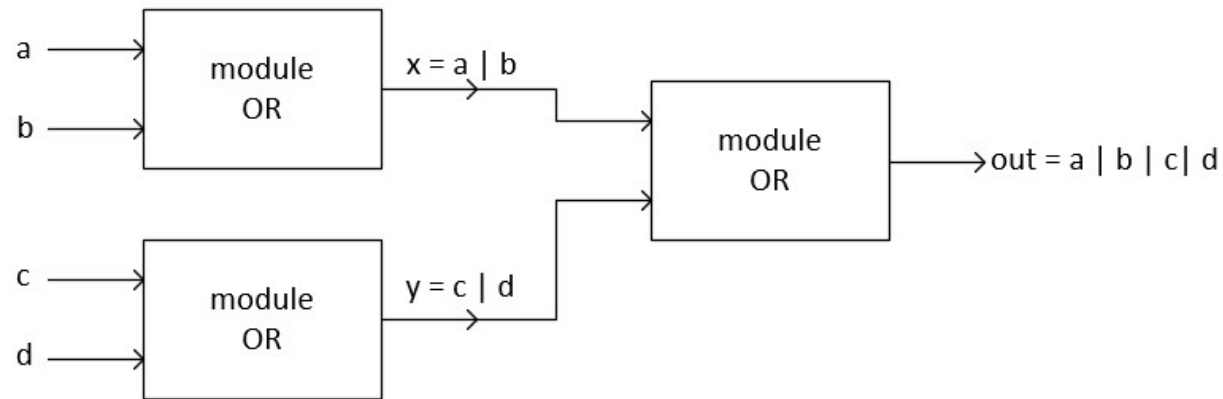 a
b
module
OR
x = a | b
c
d
module
OR
y = c | d
module
OR
out = a | b | c| d